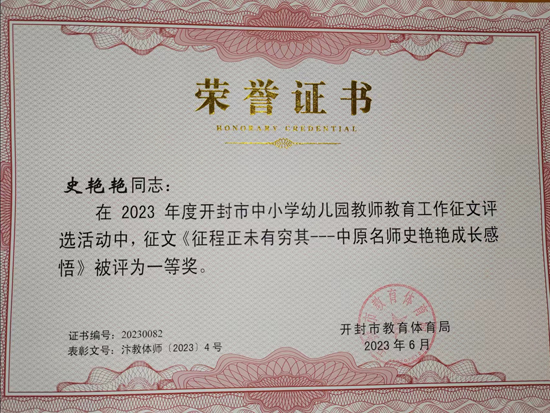 荣誉证书
HONORARY CREDENTIAL
史艳艳同志：
在 2023 年度开封市中小学幼儿园教师教育工作征文评
选活动中，征文《征程正未有穷其---中原名师史艳艳成长感
悟》被评为一等奖。
证书编号：20230082
表彰文号：汴教体师〔2023〕4号
开封市教育体育局
2023 年 6 月